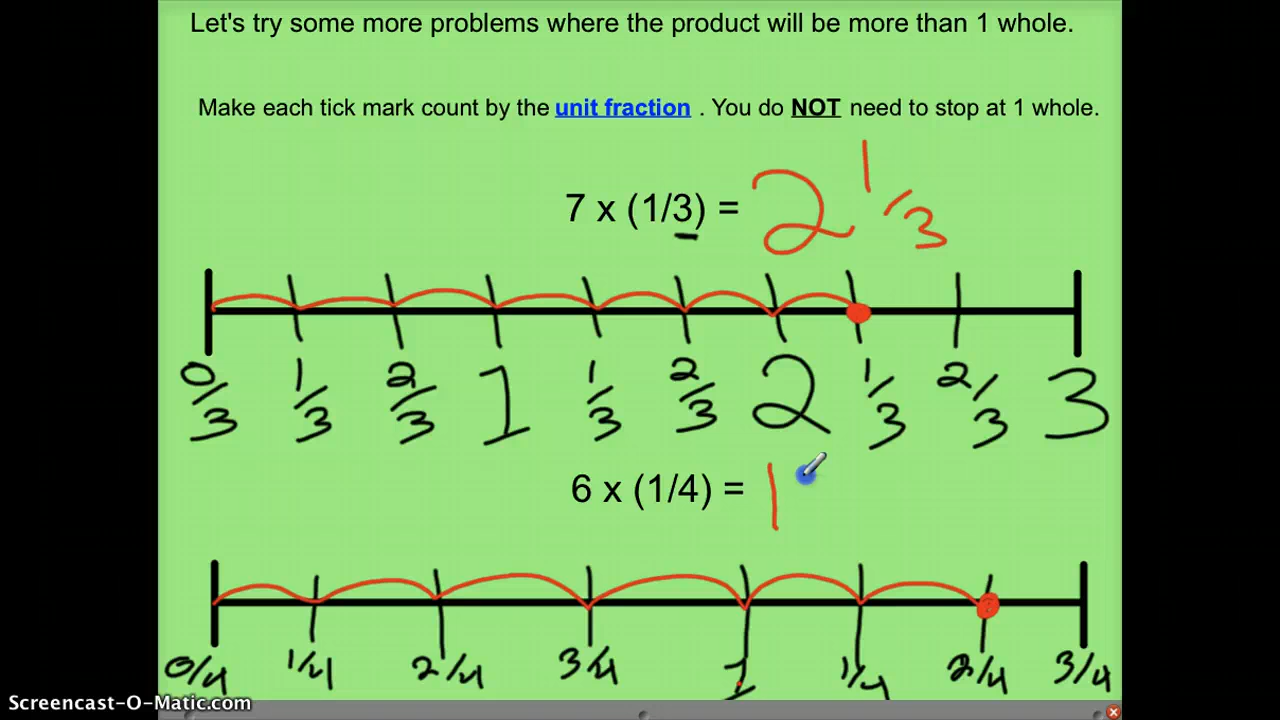 Let's try some more problems where the product will be more than 1 whole.
Make each tick mark count by the unit fraction . You do NOT need to stop at 1 whole.
7 x (1/3) = 2 1/3
0/3 1/3 2/3 1 1/3 2/3 2 1/3 2/3 3
6 x (1/4) = 1
0/4 1/4 2/4 3/4 1 1/4 2/4 3/4
Screencast-O-Matic.com